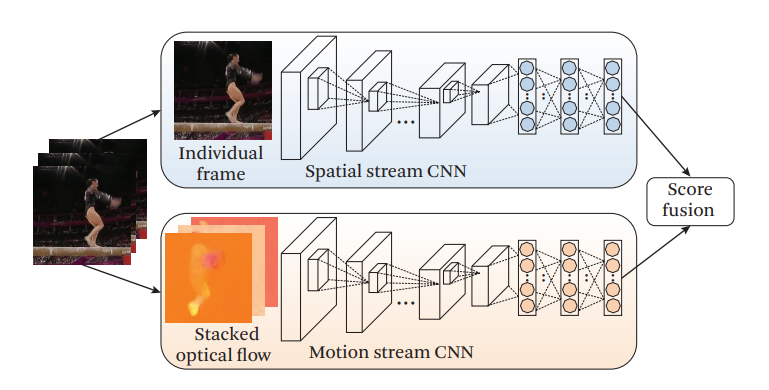 Individual
frame
Spatial stream CNN
...
Score
fusion
Stacked
optical flow
Motion stream CNN
...